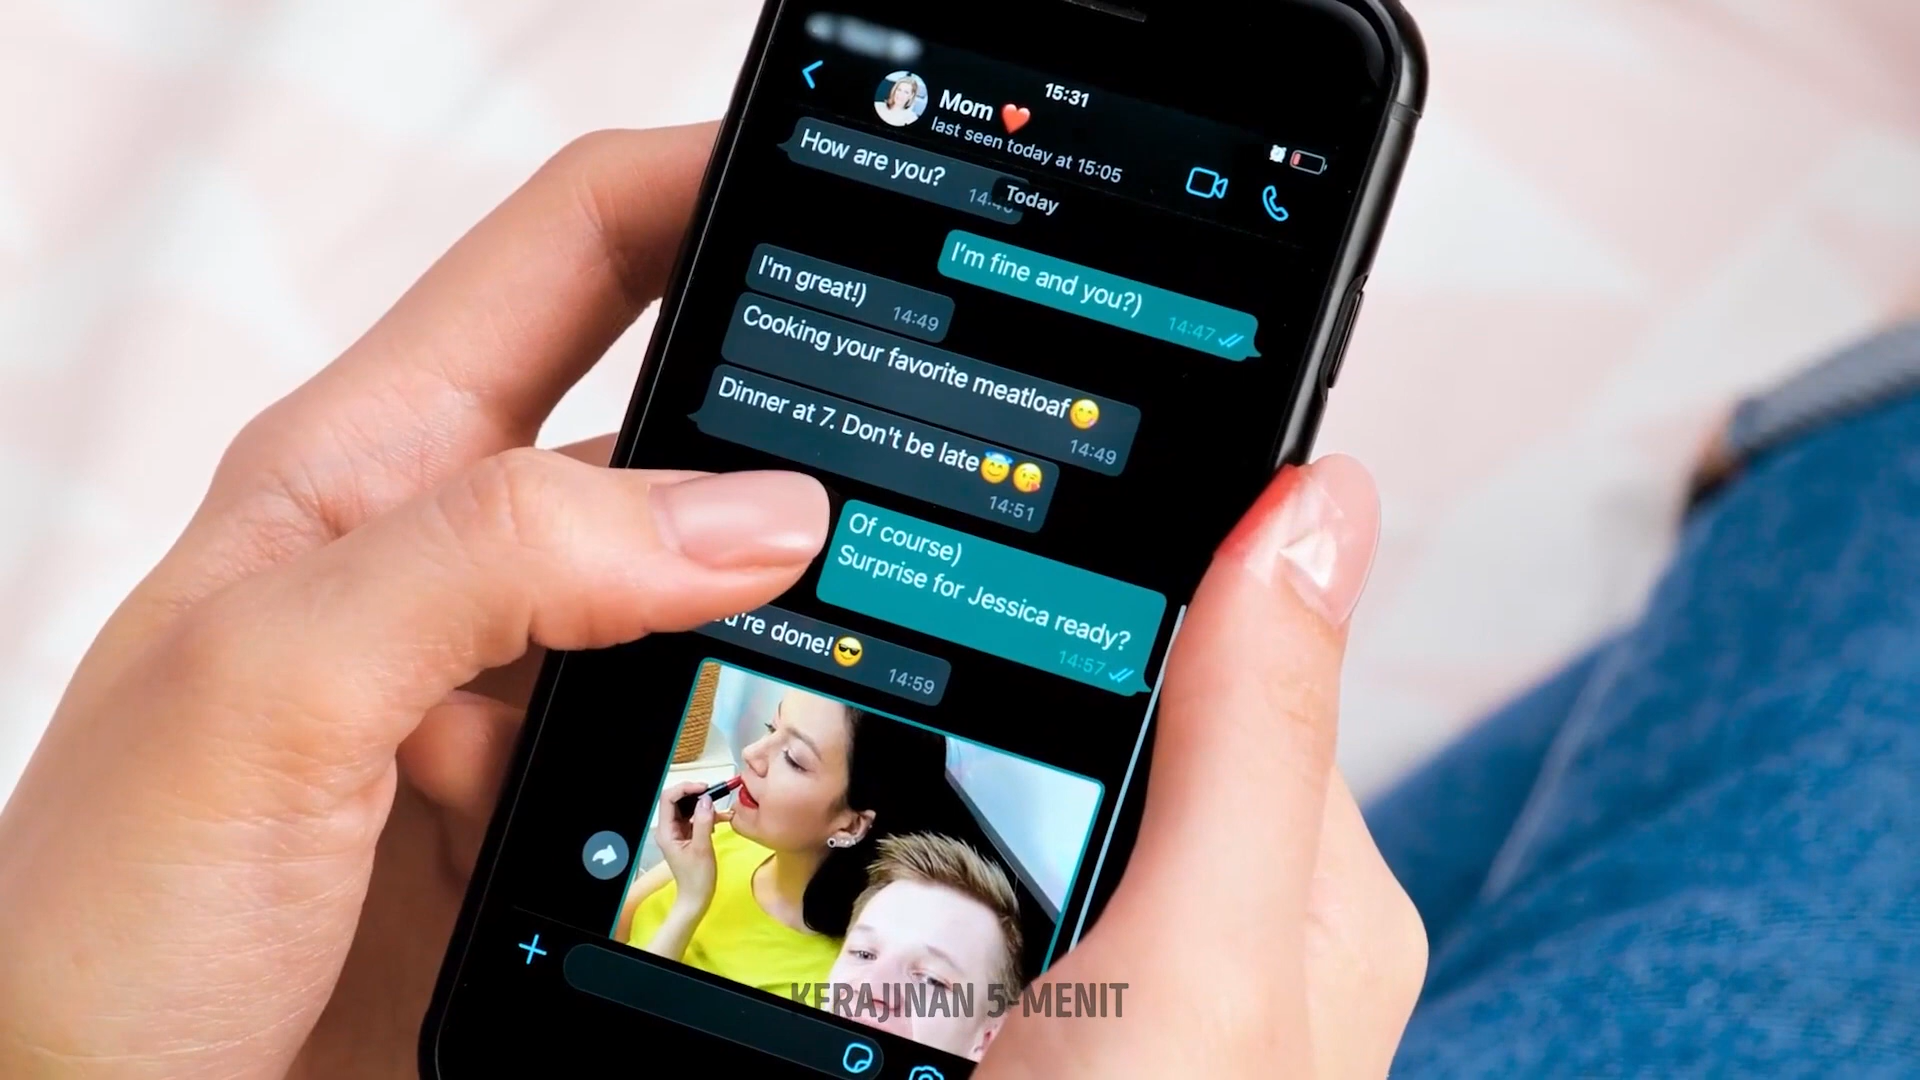 15:31
Mom ❤️
last seen today at 15:05
How are you?
Today
I'm fine and you?)
14:47
I'm great!)
14:49
Cooking your favorite meatloaf😋
14:49
Dinner at 7. Don't be late😇😘
14:51
Of course)
Surprise for Jessica ready?
14:57
done!😎
14:59
KERAJINAN 5-MENIT